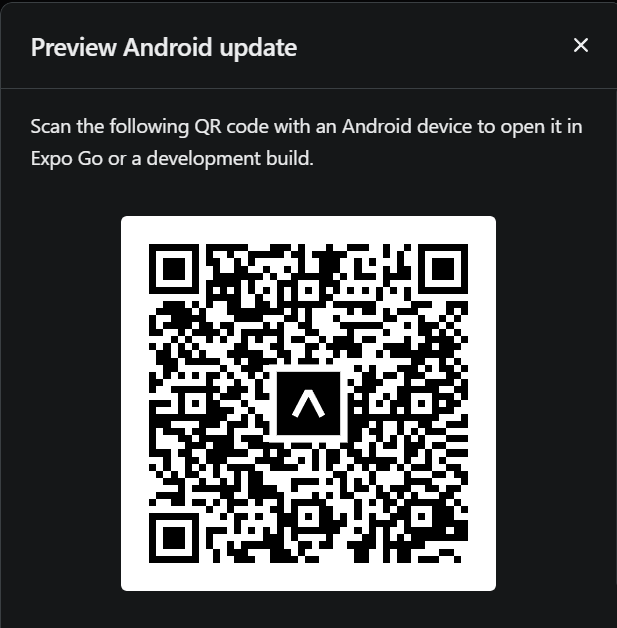 Preview Android update
Scan the following QR code with an Android device to open it in
Expo Go or a development build.